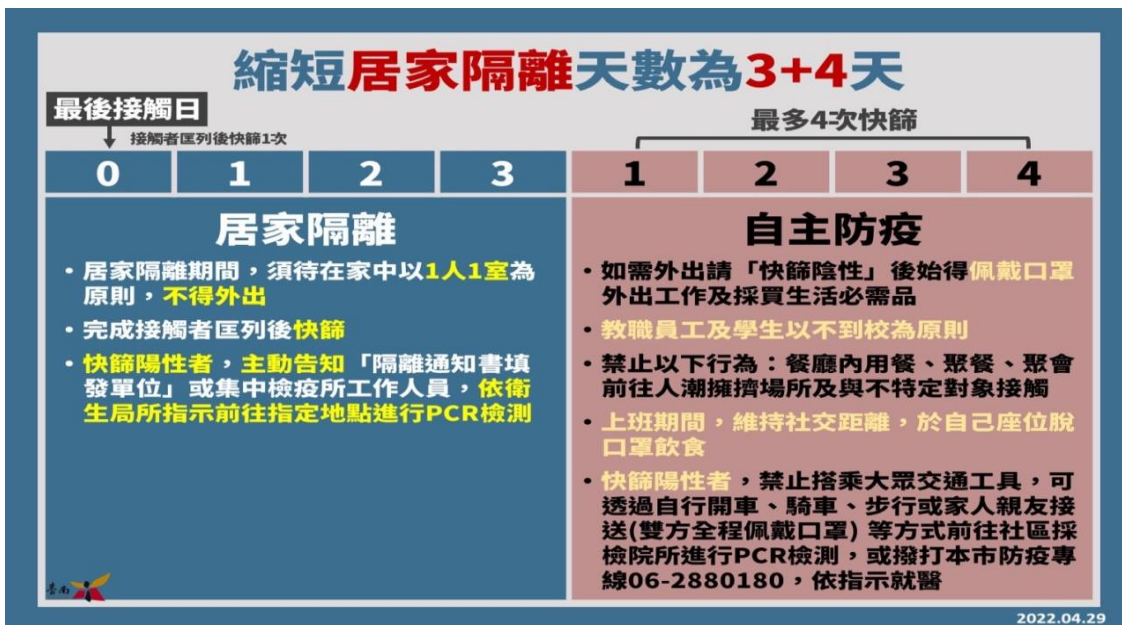 縮短居家隔離天數為3+4天
最後接觸日
接觸者匡列後快篩1次
最多4次快篩
0 1 2 3 1 2 3 4
居家隔離
• 居家隔離期間，須待在家中以1人1室為
原則，不得外出
• 完成接觸者匡列後快篩
• 快篩陽性者，主動告知「隔離通知書填
發單位」或集中檢疫所工作人員，依衛
生局所指示前往指定地點進行PCR檢測
自主防疫
• 如需外出請「快篩陰性」後始得佩戴口罩
外出工作及採買生活必需品
• 教職員工及學生以不到校為原則
• 禁止以下行為：餐廳內用餐、聚餐、聚會
前往人潮擁擠場所及與不特定對象接觸
• 上班期間，維持社交距離，於自己座位脫
口罩飲食
• 快篩陽性者，禁止搭乘大眾交通工具，可
透過自行開車、騎車、步行或家人親友接
送(雙方全程佩戴口罩) 等方式前往社區採
檢院所進行PCR檢測，或撥打本市防疫專
線06-2880180，依指示就醫
臺南
2022.04.29